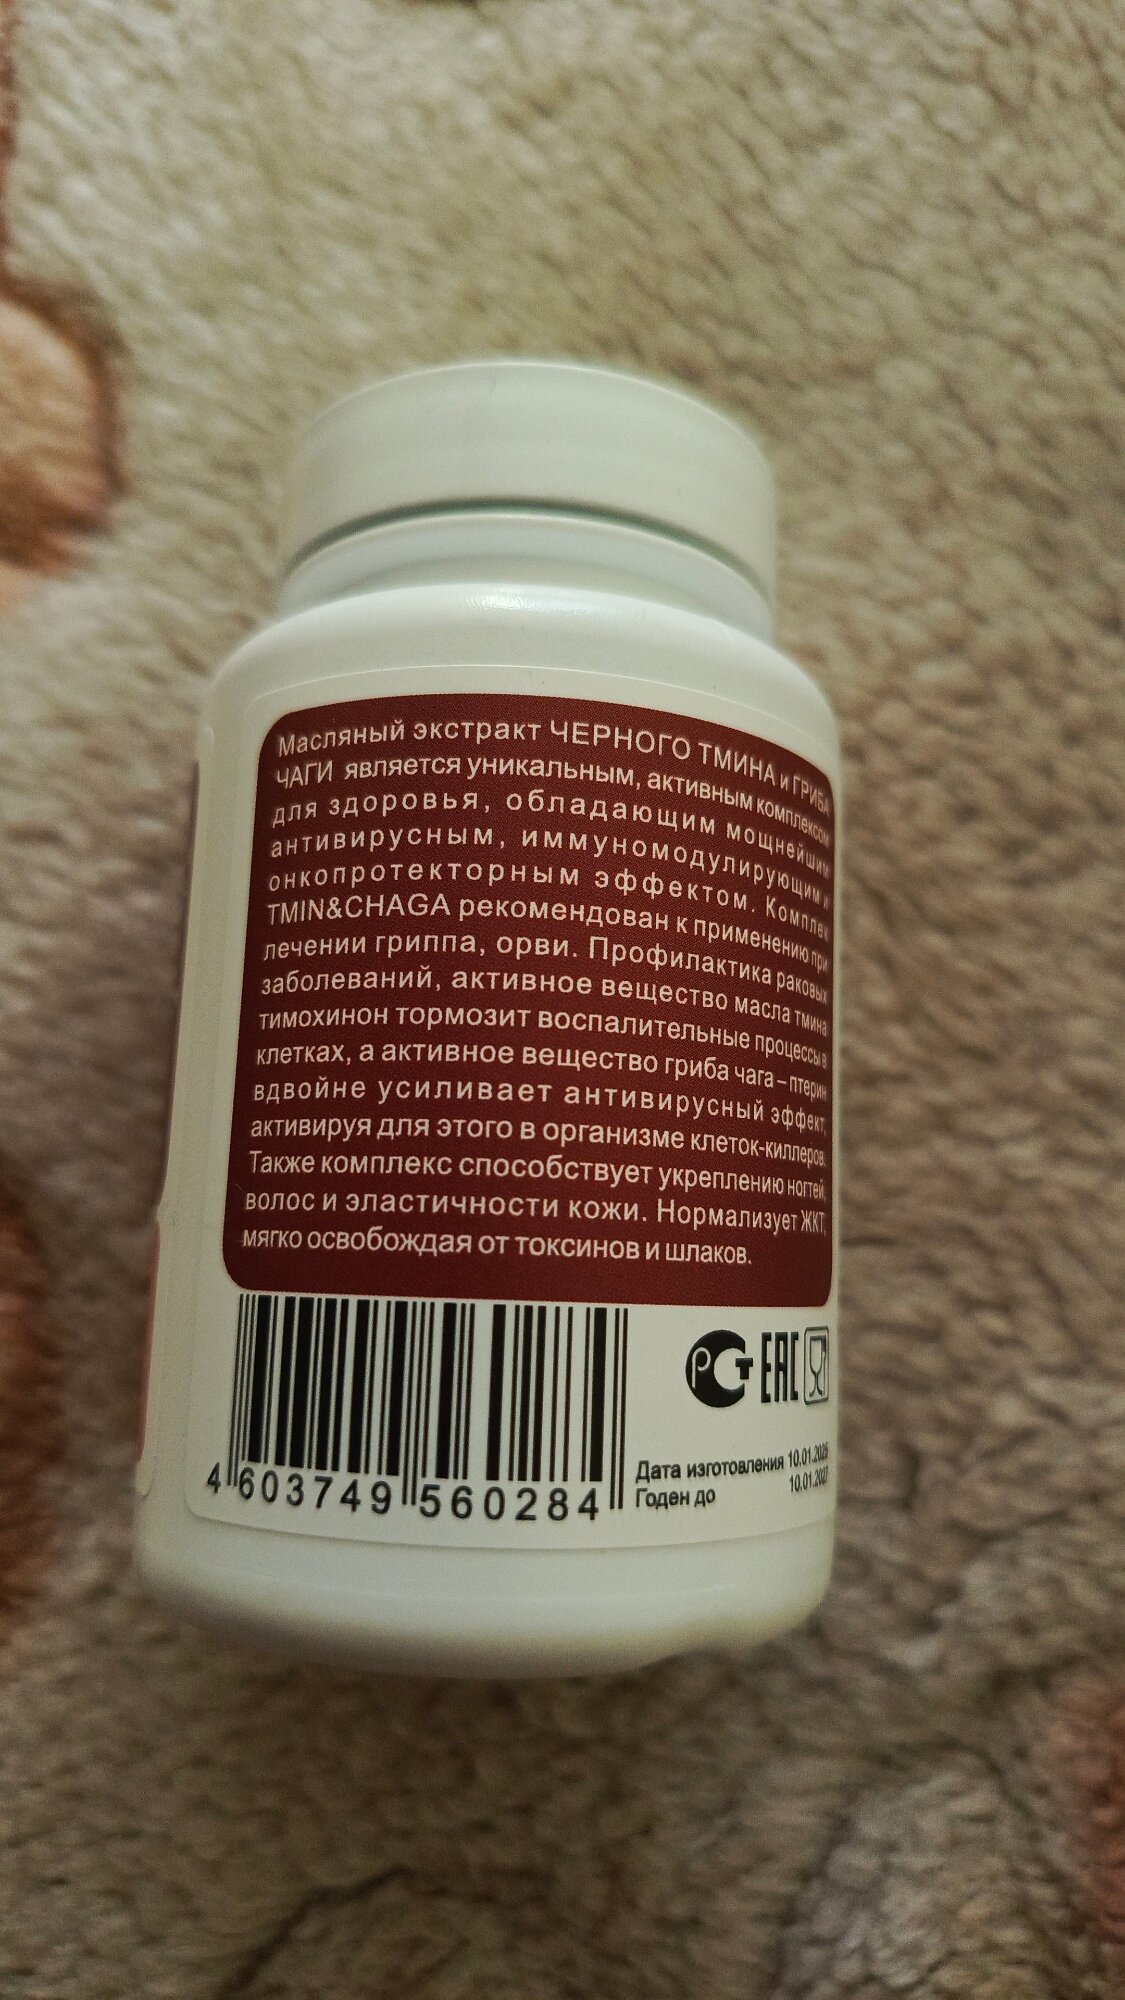 Масляный экстракт ЧЕРНОГО ТМИНА и ГРИБА
ЧАГИ является уникальным, активным комплексом
для здоровья, обладающим мощнейшим
антивирусным, иммуномодулирующим и
онкопротекторным эффектом. Комплек
TMIN&CHAGA рекомендован к применению при
лечении гриппа, орви. Профилактика раковых
заболеваний, активное вещество масла тмина
тимохинон тормозит воспалительные процессы в
клетках, а активное вещество гриба чага – птерин
вдвойне усиливает антивирусный эффект,
активируя для этого в организме клеток-киллеров.
Также комплекс способствует укреплению ногтей,
волос и эластичности кожи. Нормализует ЖКТ,
мягко освобождая от токсинов и шлаков.
РСТ EAC
4 603749 560284
Дата изготовления 10.01.2025
Годен до 10.01.2027